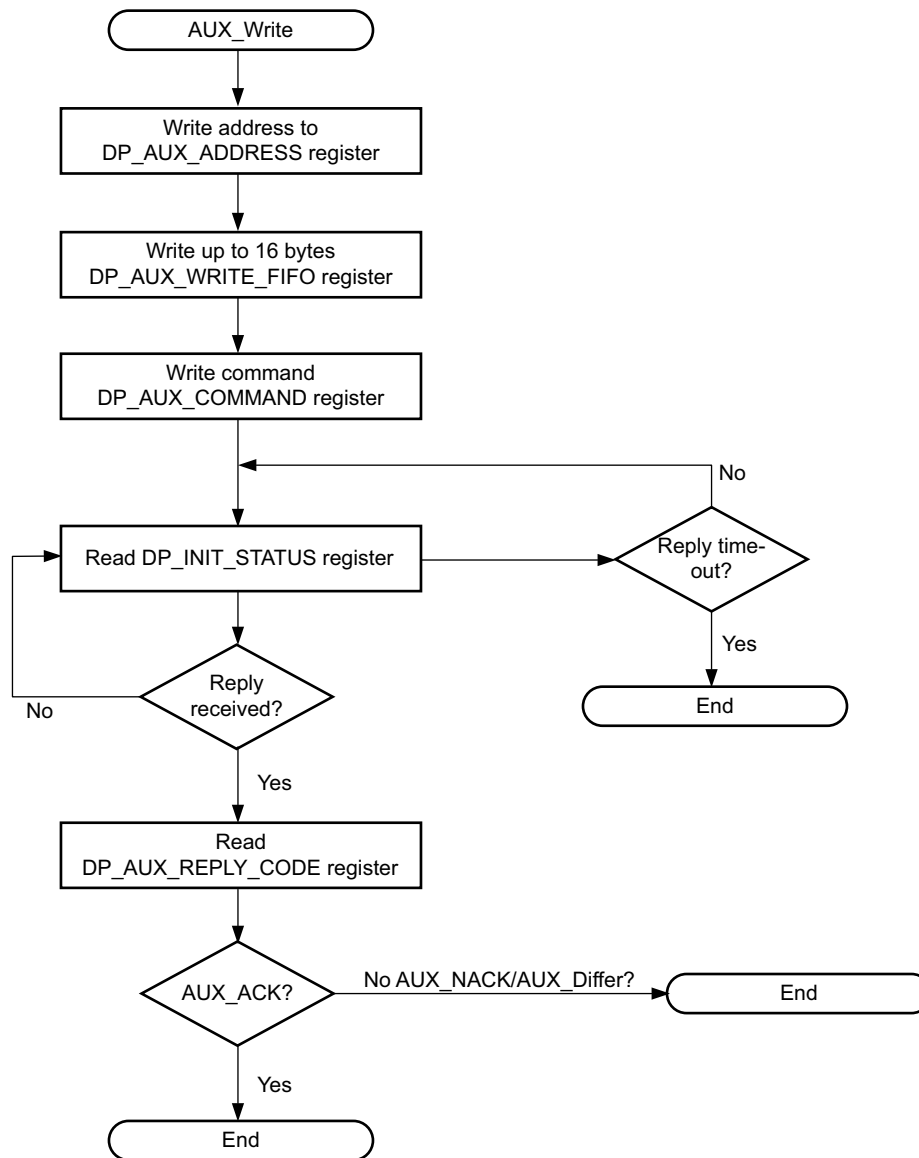 AUX_Write
Write address to
DP_AUX_ADDRESS register
Write up to 16 bytes
DP_AUX_WRITE_FIFO register
Write command
DP_AUX_COMMAND register
No
Read DP_INIT_STATUS register
Reply time-
out?
Yes
End
Reply
received?
No
Yes
Read
DP_AUX_REPLY_CODE register
AUX_ACK?
No AUX_NACK/AUX_Differ?
End
Yes
End